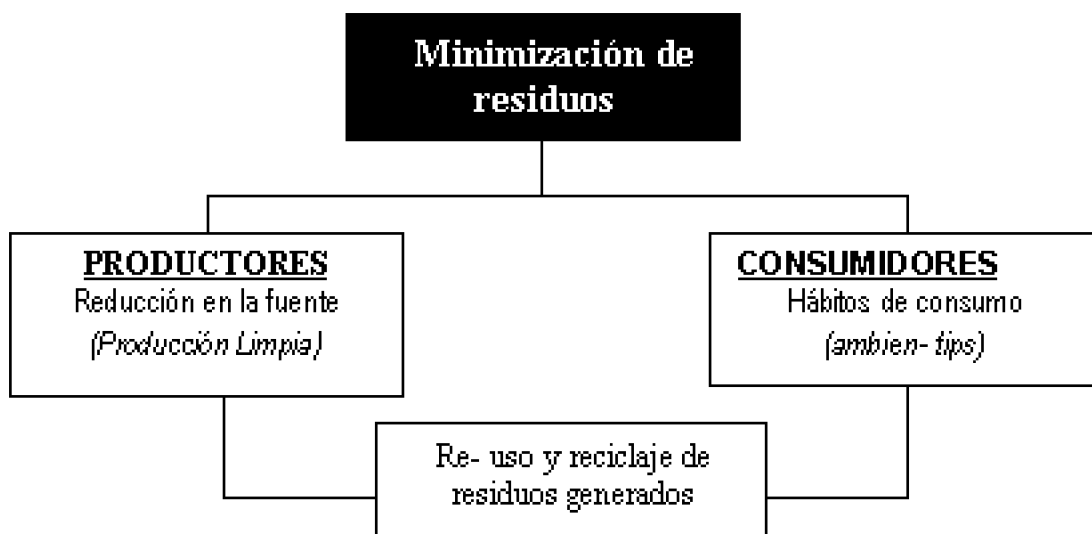 Minimización de
residuos
PRODUCTORES
Reducción en la fuente
(Producción Limpia)
CONSUMIDORES
Hábitos de consumo
(ambien- tips)
Re- uso y reciclaje de
residuos generados